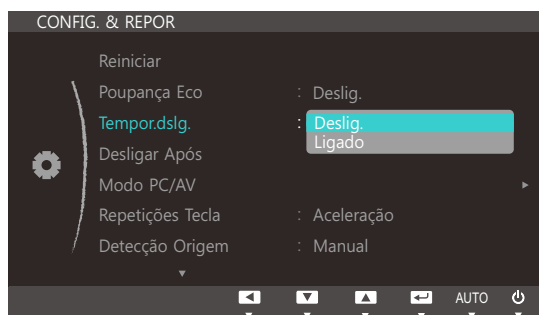 CONFIG. & REPOR
Reiniciar
Poupança Eco : Deslig.
Tempor.dslg. : Deslig.
Ligado
Desligar Após
Modo PC/AV
Repetições Tecla : Aceleração
Detecção Origem : Manual
AUTO